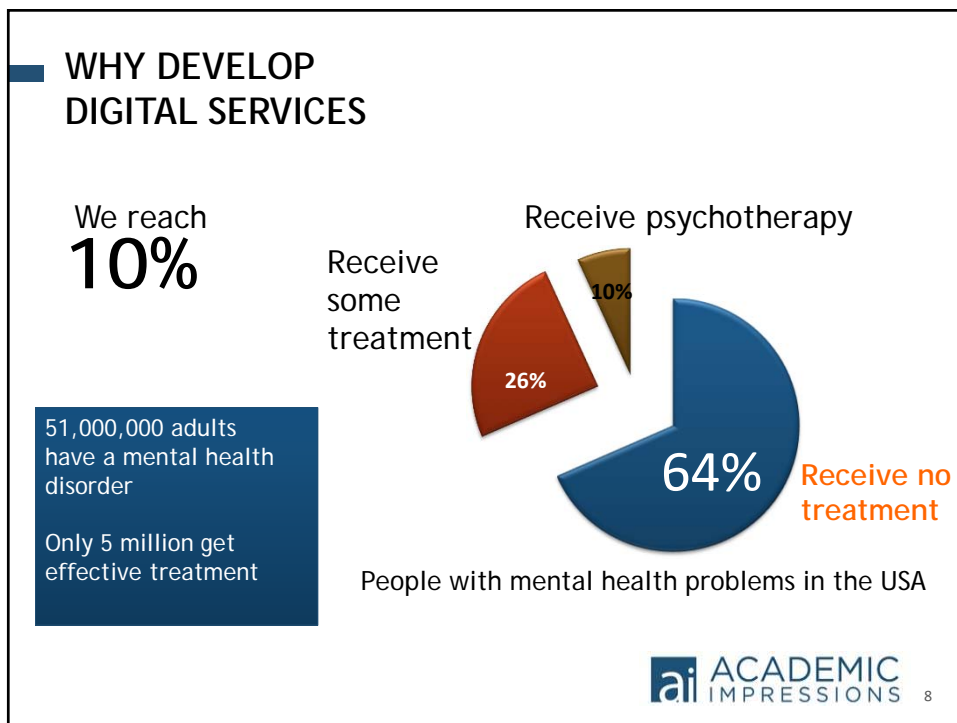 WHY DEVELOP
DIGITAL SERVICES
We reach
10%
Receive psychotherapy
Receive
some
treatment
10%
26%
64%
Receive no
treatment
51,000,000 adults
have a mental health
disorder
Only 5 million get
effective treatment
People with mental health problems in the USA
ai ACADEMIC
IMPRESSIONS
8